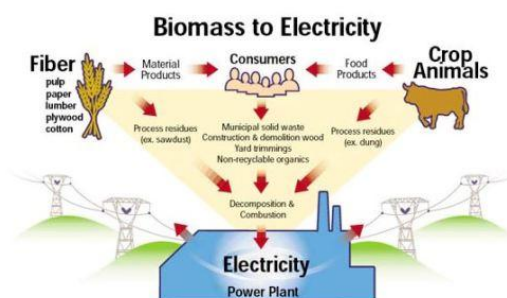 Biomass to Electricity
Fiber
pulp
paper
lumber
plywood
cotton
Material
Products
Consumers
Food
Products
Crop
Animals
Process residues
(ex. sawdust)
Municipal solid waste
Construction & demolition wood
Yard trimmings
Non-recyclable organics
Process residues
(ex. dung)
Decomposition &
Combustion
Electricity
Power Plant